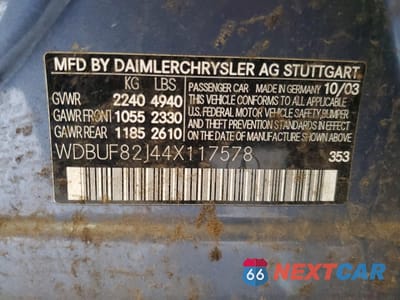 MFD BY DAIMLERCHRYSLER AG STUTTGART
KG LBS PASSENGER CAR MADE IN GERMANY 10/03
GVWR 2240 4940 THIS VEHICLE CONFORMS TO ALL APPLICABLE
GAWR FRONT 1055 2330 U.S. FEDERAL MOTOR VEHICLE SAFETY, BUMPER
GAWR REAR 1185 2610 AND THEFT PREVENTION STANDARDS IN EFFECT
ON THE DATE OF MANUFACTURE SHOWN ABOVE.
WDBUF82J44X117578 353
66 NEXTCAR